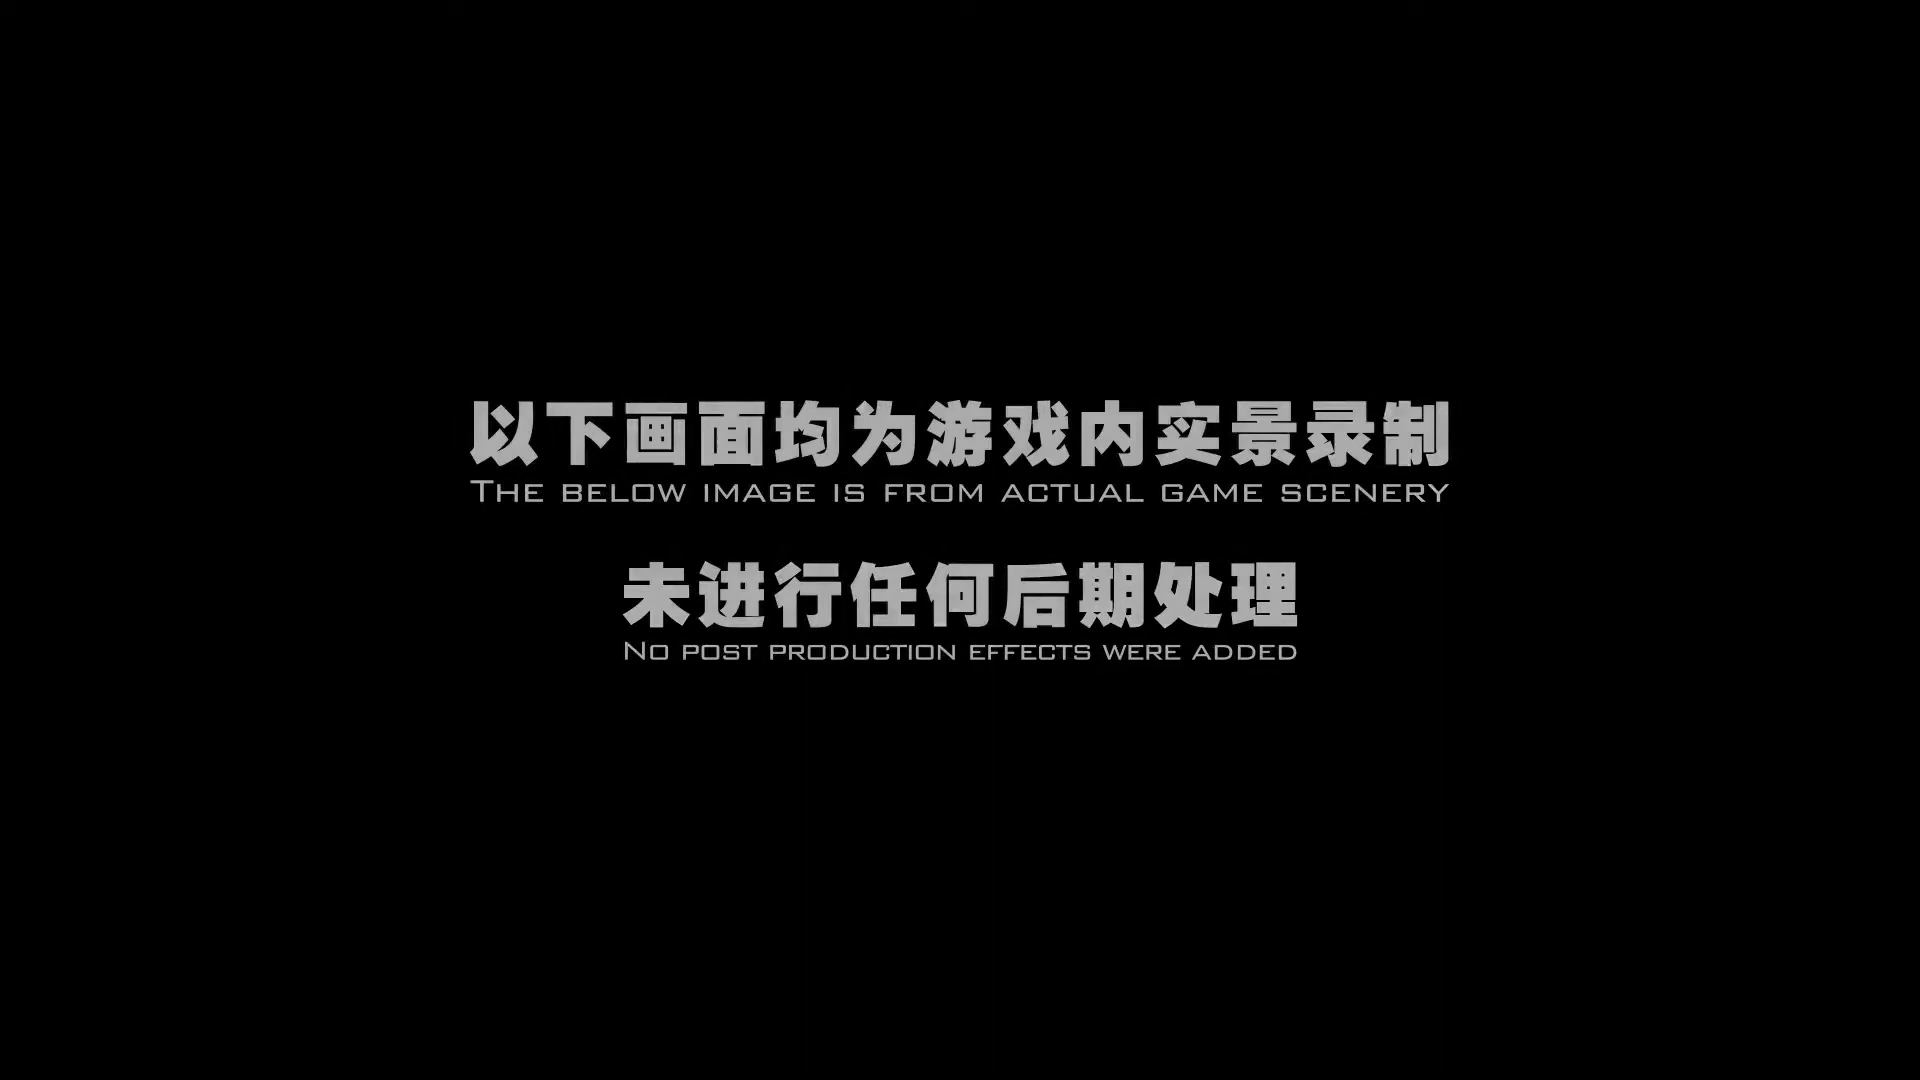 以下画面均为游戏内实景录制
THE BELOW IMAGE IS FROM ACTUAL GAME SCENERY
未进行任何后期处理
NO POST PRODUCTION EFFECTS WERE ADDED